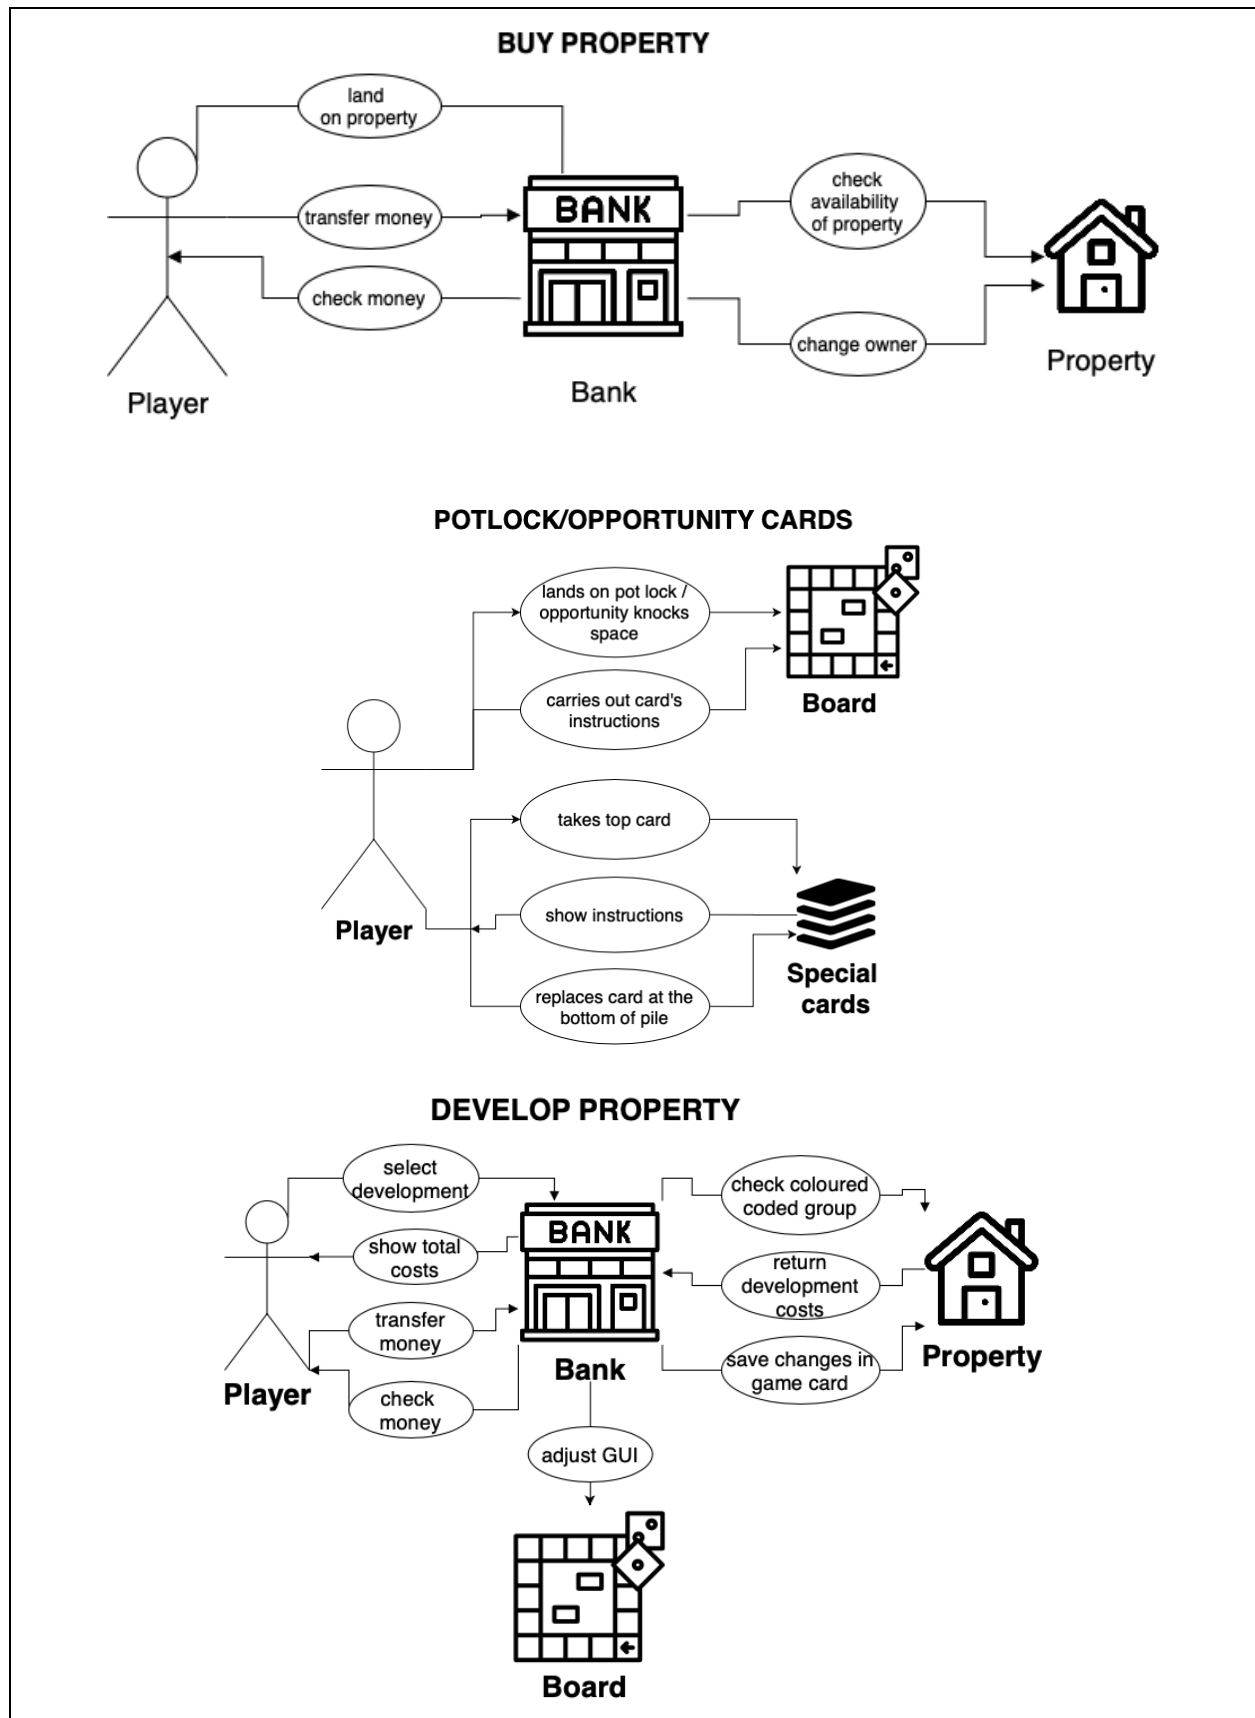 BUY PROPERTY
land
on property
BANK
check
availability
of property
transfer money
check money
change owner
Player
Bank
Property
POTLOCK/OPPORTUNITY CARDS
lands on pot lock /
opportunity knocks
space
Board
carries out card's
instructions
takes top card
show instructions
Player
Special
cards
replaces card at the
bottom of pile
DEVELOP PROPERTY
select
development
check coloured
coded group
BANK
show total
costs
return
development
costs
transfer
money
Bank
Property
save changes in
game card
Player
check
money
adjust GUI
Board